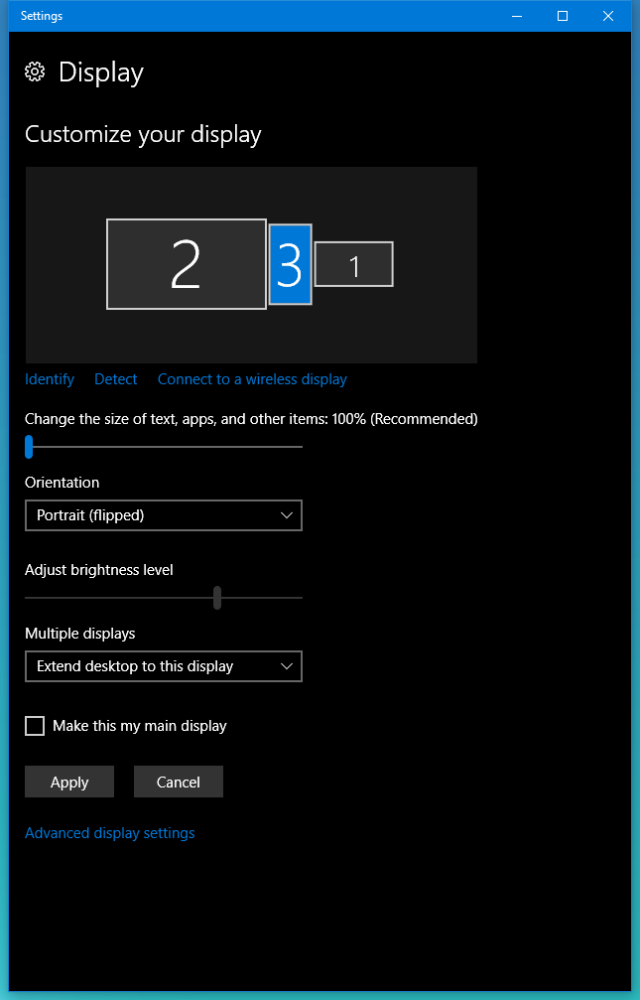 Settings
Display
Customize your display
2 3 1
Identify Detect Connect to a wireless display
Change the size of text, apps, and other items: 100% (Recommended)
Orientation
Portrait (flipped)
Adjust brightness level
Multiple displays
Extend desktop to this display
Make this my main display
Apply Cancel
Advanced display settings